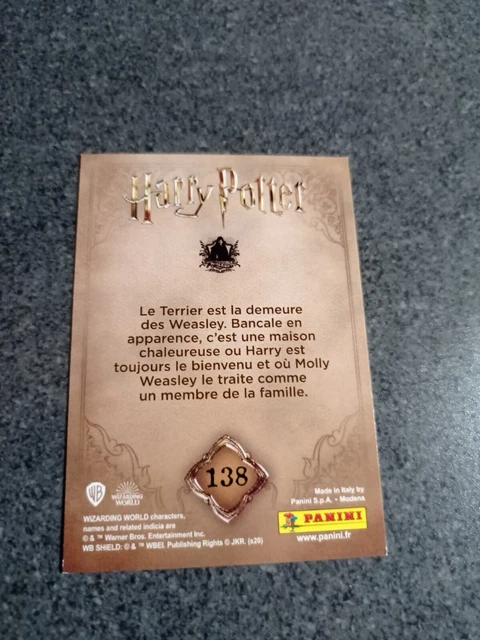 Harry Potter
Le Terrier est la demeure
des Weasley. Bancale en
apparence, c'est une maison
chaleureuse ou Harry est
toujours le bienvenu et où Molly
Weasley le traite comme
un membre de la famille.
138
WB
WIZARDING
WORLD
WIZARDING WORLD characters,
names and related indicia are
© & ™ Warner Bros. Entertainment Inc.
WB SHIELD: © & ™ WBEI. Publishing Rights © JKR. (s20)
Made in Italy by
Panini S.p.A. - Modena
PANINI
www.panini.fr